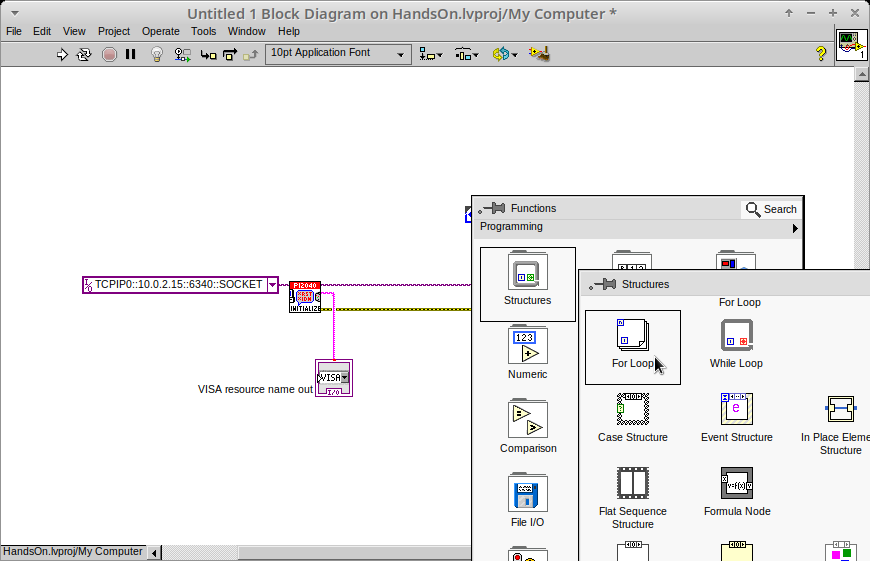 Untitled 1 Block Diagram on HandsOn.lvproj/My Computer *
File Edit View Project Operate Tools Window Help
10pt Application Font
?
1
Functions
Search
Programming
Structures
Numeric
123
Comparison
File I/O
Structures
For Loop
For Loop
While Loop
Case Structure
Event Structure
In Place Eleme
Structure
Flat Sequence
Structure
Formula Node
TCPIP0::10.0.2.15::6340::SOCKET
I/O
PI2040
INITIALIZE
VISA resource name out
VISA
I/O
HandsOn.lvproj/My Computer